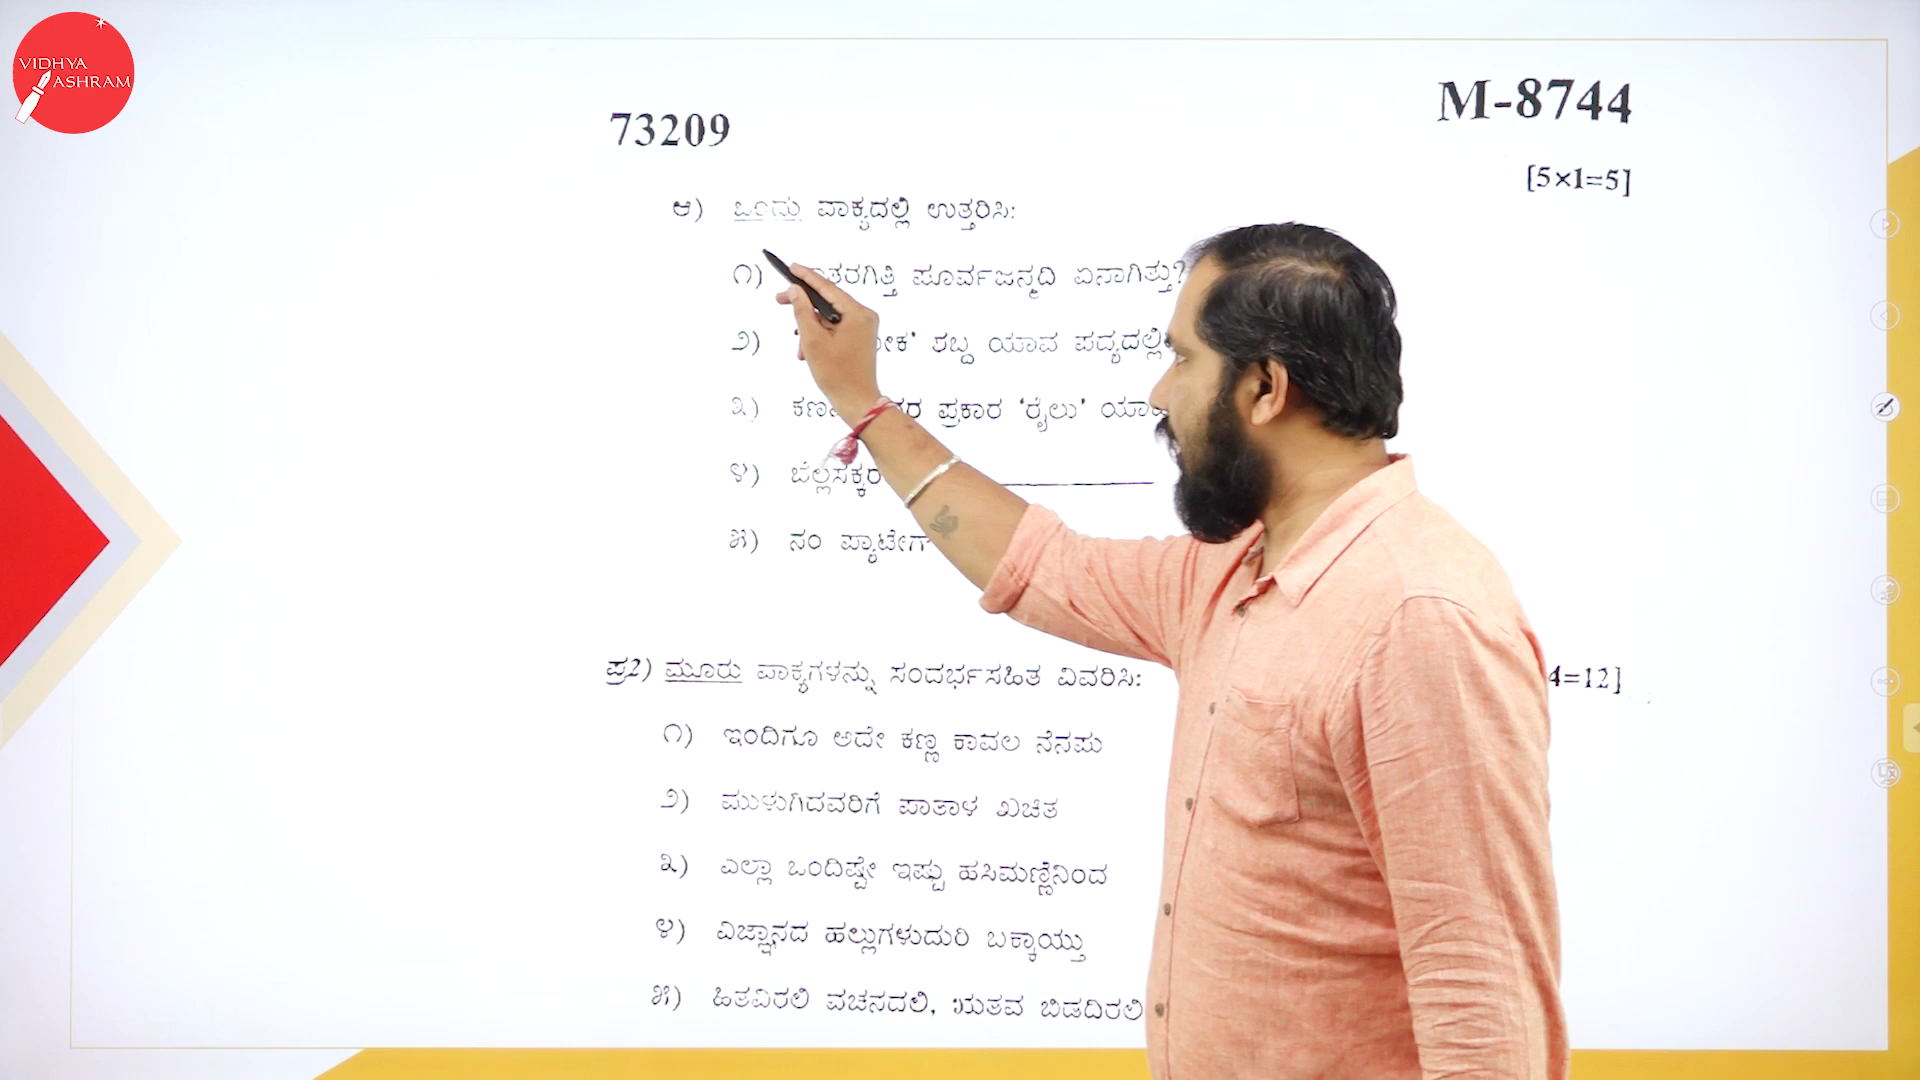 VIDHYA
ASHRAM
M-8744
73209
[5×1=5]
ಆ) ಒಂದು ವಾಕ್ಯದಲ್ಲಿ ಉತ್ತರಿಸಿ:
೧) ಪೂರ್ವಜನ್ಮದಿ ಏನಾಗಿತ್ತು?
೨) ಶಬ್ದ ಯಾವ ಪದ್ಯದಲ್ಲಿ
೩) ಪ್ರಕಾರ 'ರೈಲು'
೪) ಬೆಲ್ಲಸಕ್ಕರ
೫) ನಂ ಪ್ಯಾಟೇಗ್
ಪ್ರ2) ಮೂರು ವಾಕ್ಯಗಳನ್ನು ಸಂದರ್ಭಸಹಿತ ವಿವರಿಸಿ: 4=12]
೧) ಇಂದಿಗೂ ಅದೇ ಕಣ್ಣ ಕಾವಲ ನೆನಪು
೨) ಮುಳುಗಿದವರಿಗೆ ಪಾತಾಳ ಖಚಿತ
೩) ಎಲ್ಲಾ ಒಂದಿಷ್ಟೇ ಇಷ್ಟು ಹಸಿಮಣ್ಣಿನಿಂದ
೪) ವಿಜ್ಞಾನದ ಹಲ್ಲುಗಳುದುರಿ ಬಕ್ಕಾಯ್ತು
೫) ಹಿತವಿರಲಿ ವಚನದಲಿ, ಋತವ ಬಿಡದಿರಲಿ